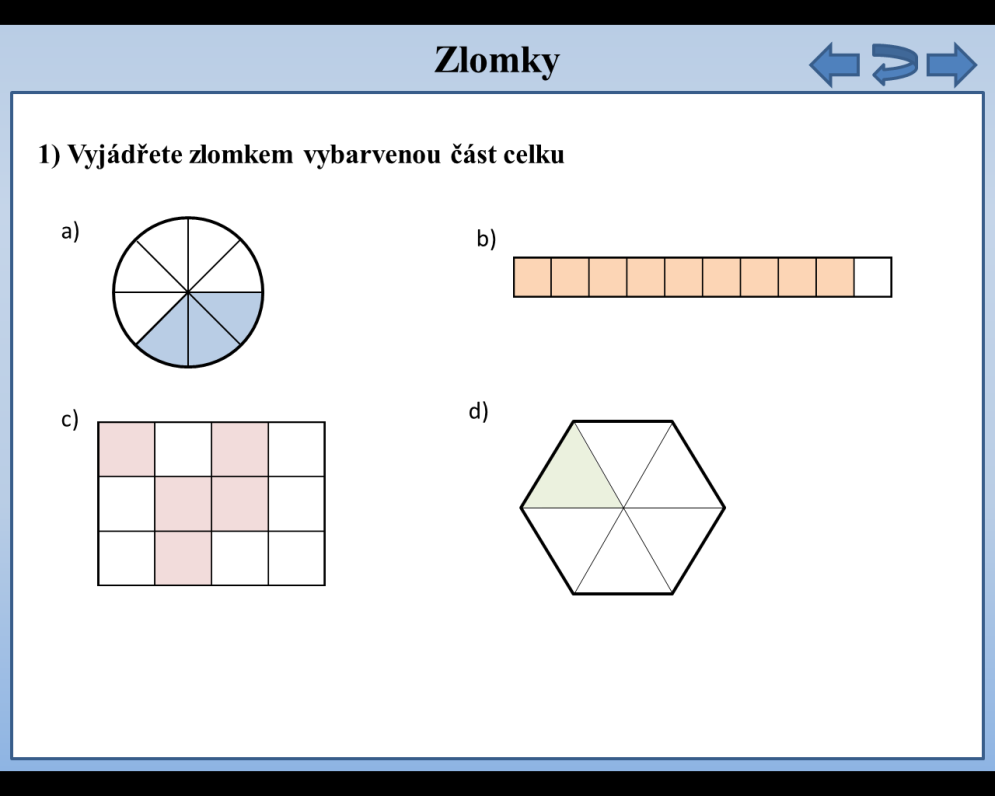 Zlomky
1) Vyjádřete zlomkem vybarvenou část celku
a)
b)
c)
d)